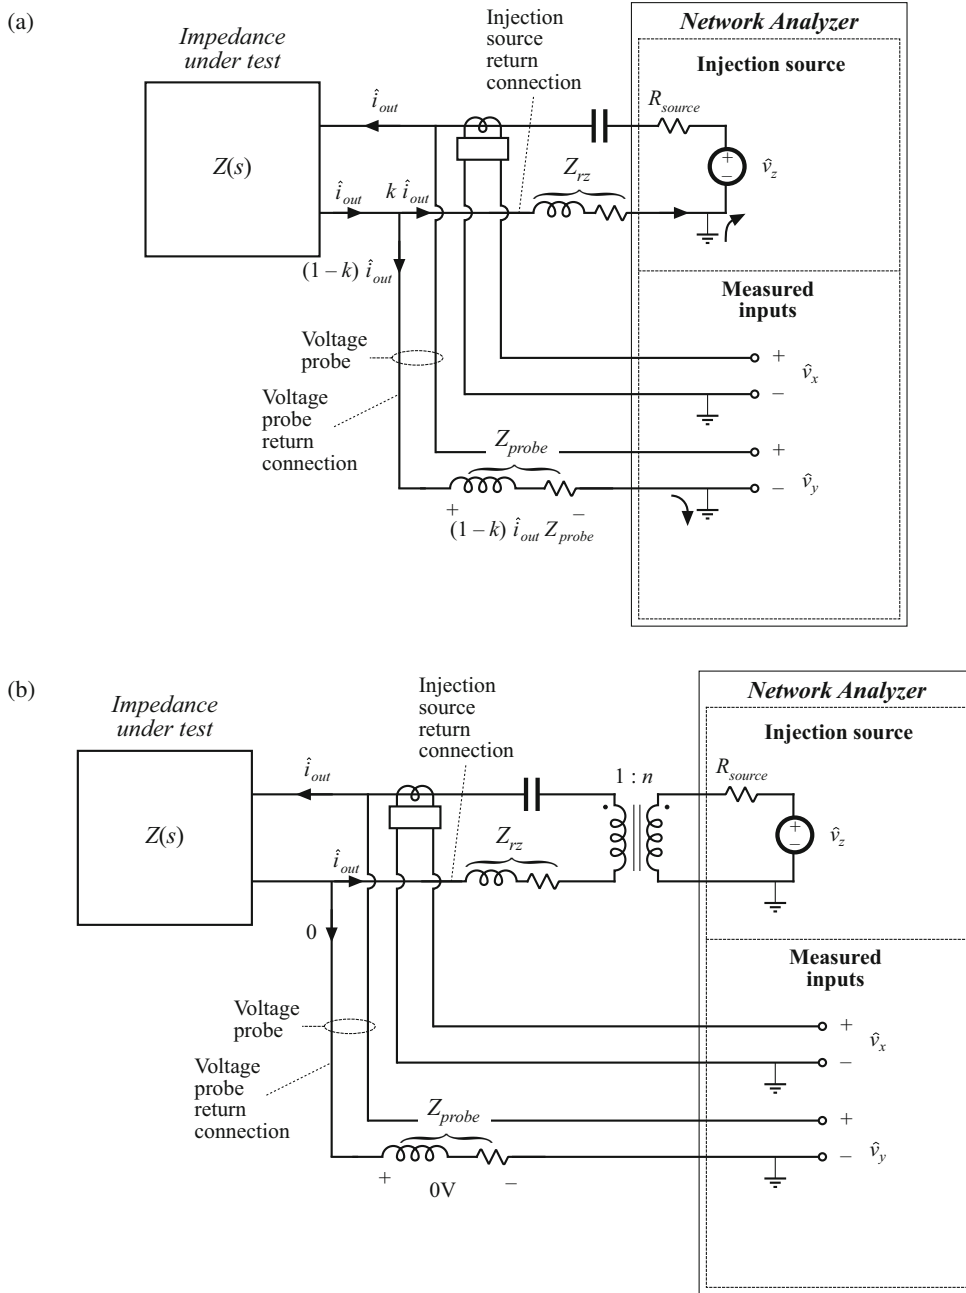 (a)
Impedance
under test
Z(s)
î_out
î_out
k î_out
(1 – k) î_out
Injection
source
return
connection
Z_rz
Network Analyzer
Injection source
R_source
+
–
v̂_z
Measured
inputs
+
v̂_x
–
+
v̂_y
–
Voltage
probe
Voltage
probe
return
connection
Z_probe
+
–
(1 – k) î_out Z_probe
(b)
Impedance
under test
Z(s)
î_out
î_out
0
Injection
source
return
connection
Z_rz
1 : n
Network Analyzer
Injection source
R_source
+
–
v̂_z
Measured
inputs
+
v̂_x
–
+
v̂_y
–
Voltage
probe
Voltage
probe
return
connection
Z_probe
+
0V
–